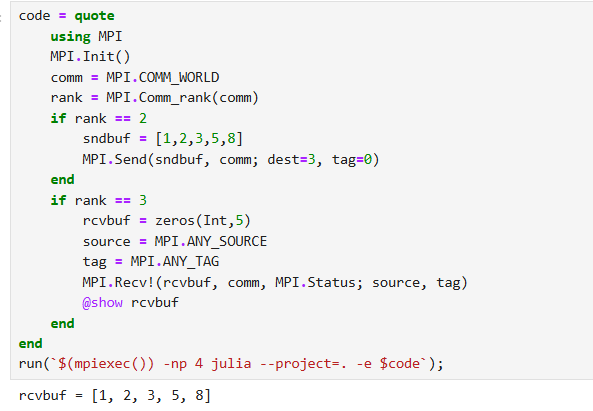 code = quote
    using MPI
    MPI.Init()
    comm = MPI.COMM_WORLD
    rank = MPI.Comm_rank(comm)
    if rank == 2
        sndbuf = [1,2,3,5,8]
        MPI.Send(sndbuf, comm; dest=3, tag=0)
    end
    if rank == 3
        rcvbuf = zeros(Int,5)
        source = MPI.ANY_SOURCE
        tag = MPI.ANY_TAG
        MPI.Recv!(rcvbuf, comm, MPI.Status; source, tag)
        @show rcvbuf
    end
end
run(`$(mpiexec()) -np 4 julia --project=. -e $code`);
rcvbuf = [1, 2, 3, 5, 8]